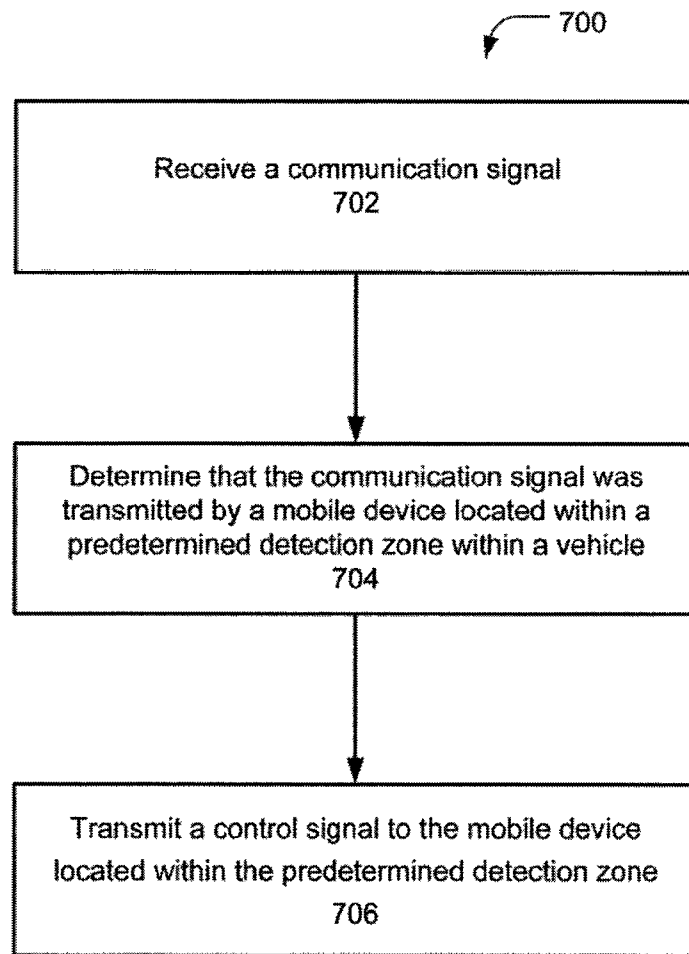 700
Receive a communication signal
702
Determine that the communication signal was
transmitted by a mobile device located within a
predetermined detection zone within a vehicle
704
Transmit a control signal to the mobile device
located within the predetermined detection zone
706